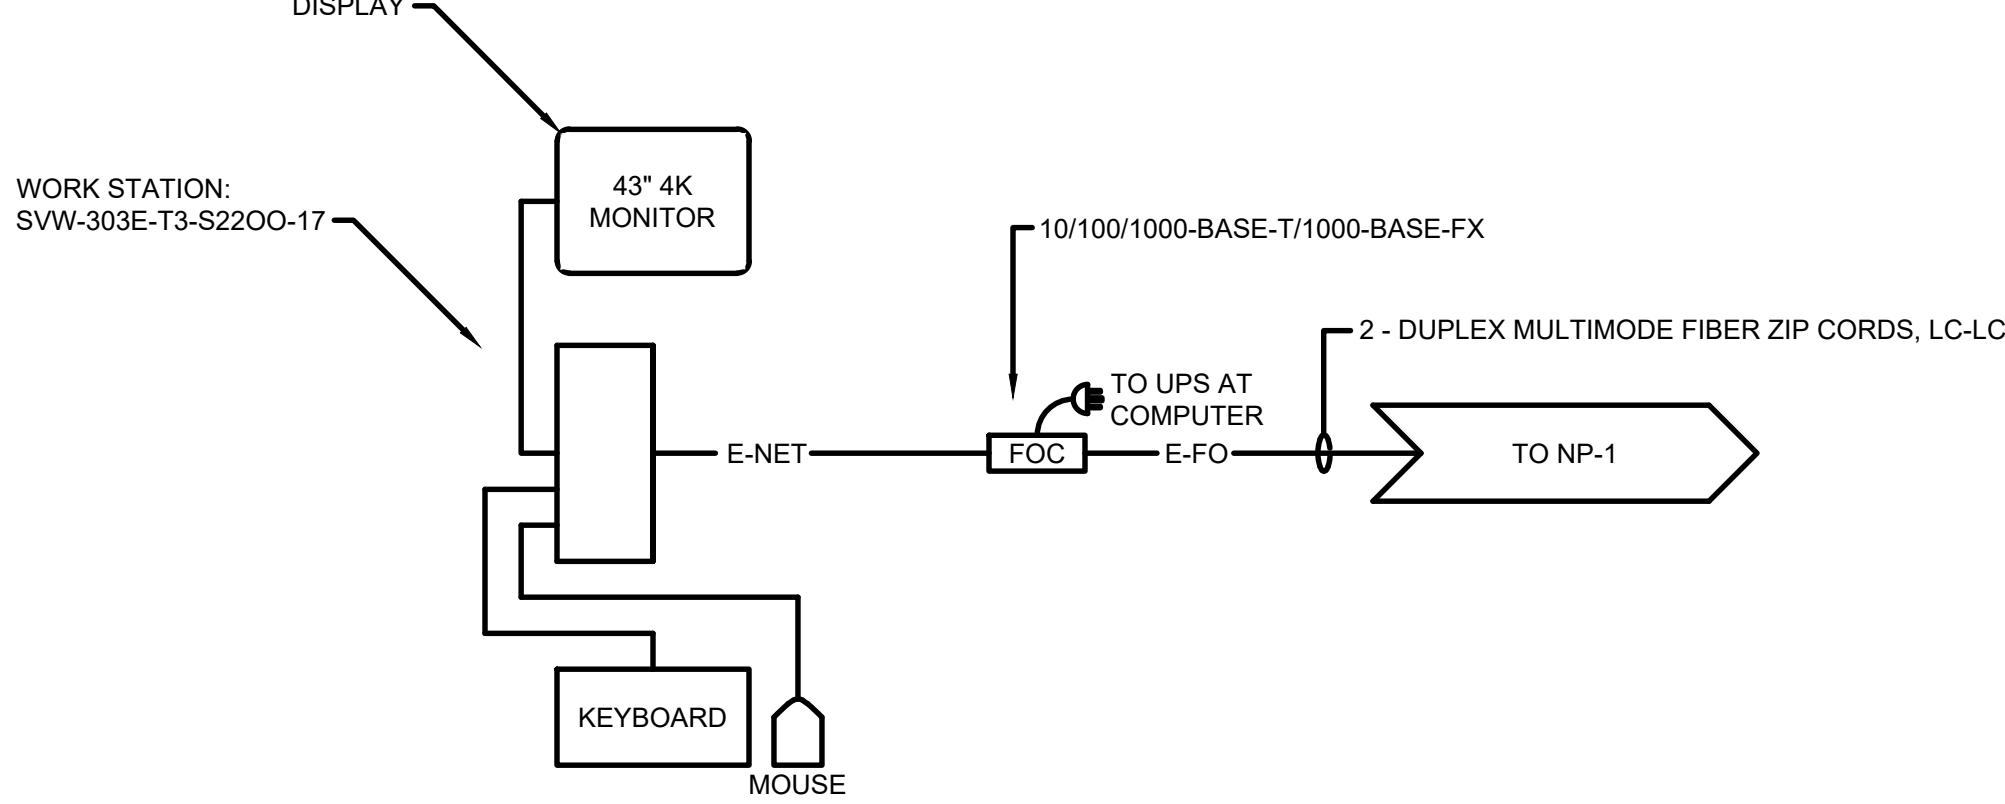 DISPLAY
43" 4K
MONITOR
WORK STATION:
SVW-303E-T3-S22OO-17
10/100/1000-BASE-T/1000-BASE-FX
2 - DUPLEX MULTIMODE FIBER ZIP CORDS, LC-LC
TO UPS AT
COMPUTER
E-NET
FOC
E-FO
TO NP-1
KEYBOARD
MOUSE